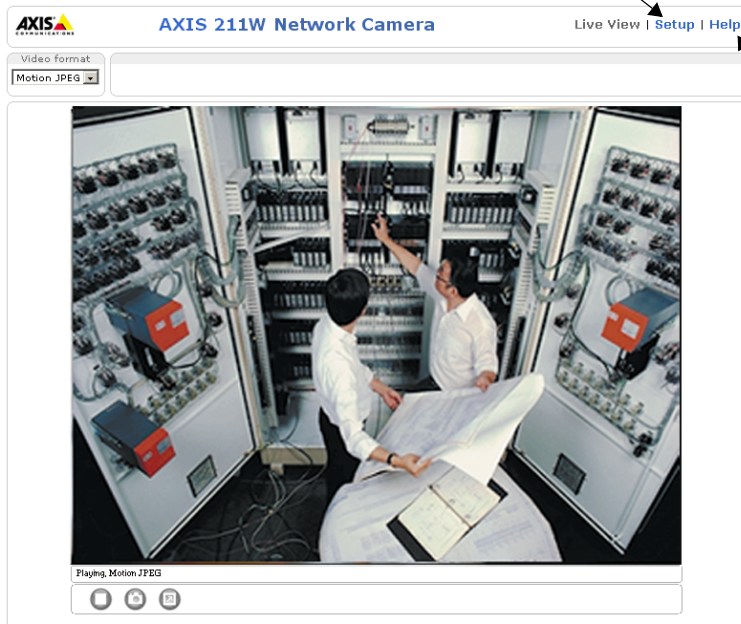 AXIS
COMMUNICATIONS
AXIS 211W Network Camera
Live View | Setup | Help
Video format
Motion JPEG
Playing, Motion JPEG